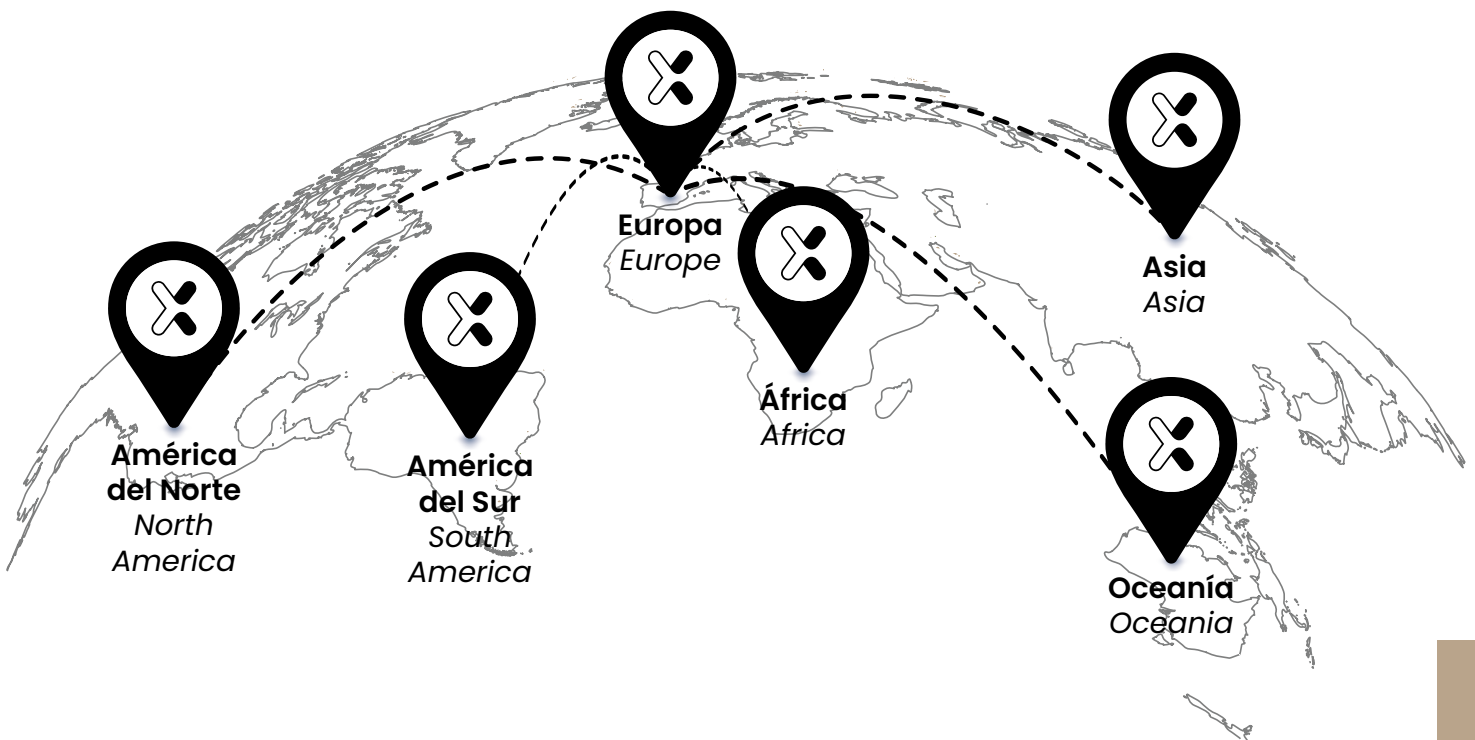 Europa
Europe
Asia
Asia
África
Africa
América
del Norte
North
America
América
del Sur
South
America
Oceanía
Oceania